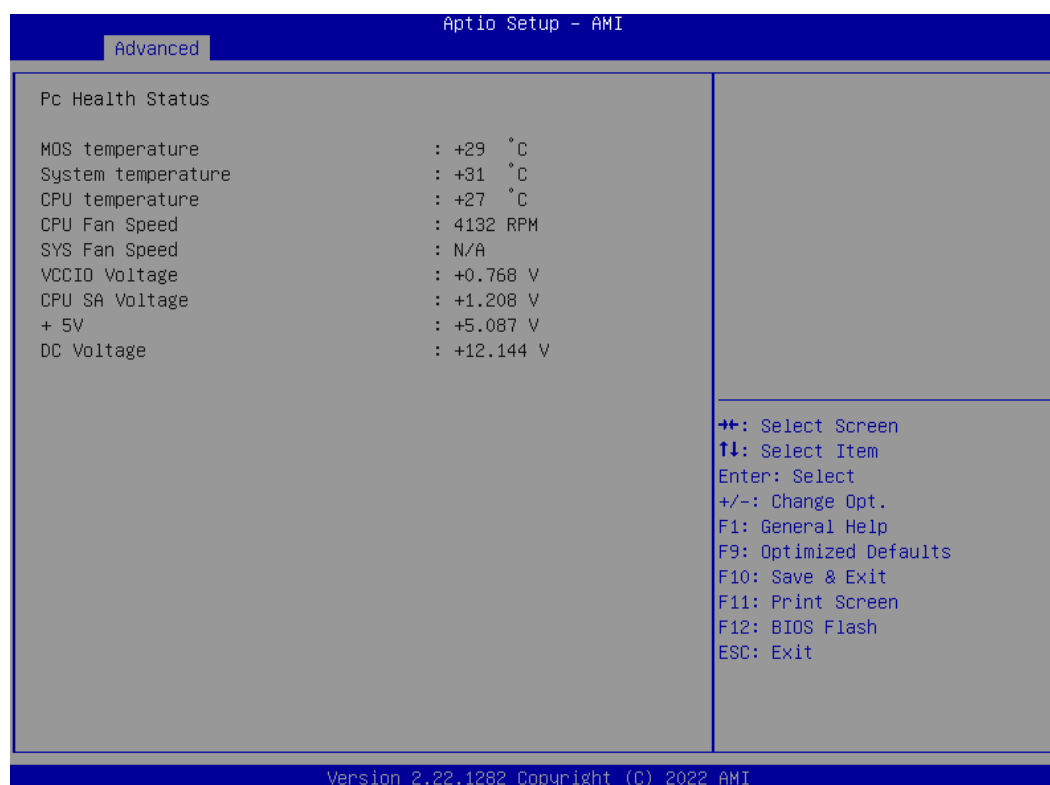 Aptio Setup - AMI
Advanced
Pc Health Status
MOS temperature : +29 °C
System temperature : +31 °C
CPU temperature : +27 °C
CPU Fan Speed : 4132 RPM
SYS Fan Speed : N/A
VCCIO Voltage : +0.768 V
CPU SA Voltage : +1.208 V
+ 5V : +5.087 V
DC Voltage : +12.144 V
→←: Select Screen
↑↓: Select Item
Enter: Select
+/-: Change Opt.
F1: General Help
F9: Optimized Defaults
F10: Save & Exit
F11: Print Screen
F12: BIOS Flash
ESC: Exit
Version 2.22.1282 Copyright (C) 2022 AMI